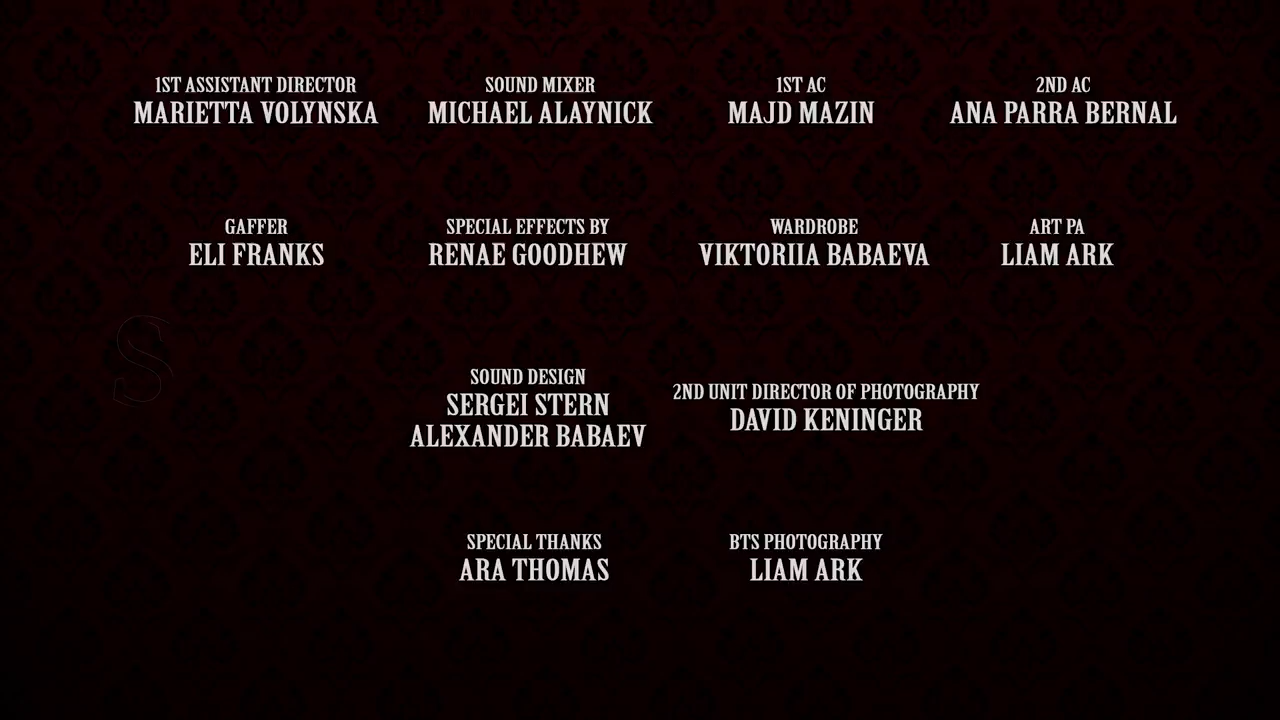 1ST ASSISTANT DIRECTOR
MARIETTA VOLYNSKA
SOUND MIXER
MICHAEL ALAYNICK
1ST AC
MAJD MAZIN
2ND AC
ANA PARRA BERNAL
GAFFER
ELI FRANKS
SPECIAL EFFECTS BY
RENAE GOODHEW
WARDROBE
VIKTORIIA BABAEVA
ART PA
LIAM ARK
S
SOUND DESIGN
SERGEI STERN
ALEXANDER BABAEV
2ND UNIT DIRECTOR OF PHOTOGRAPHY
DAVID KENINGER
SPECIAL THANKS
ARA THOMAS
BTS PHOTOGRAPHY
LIAM ARK